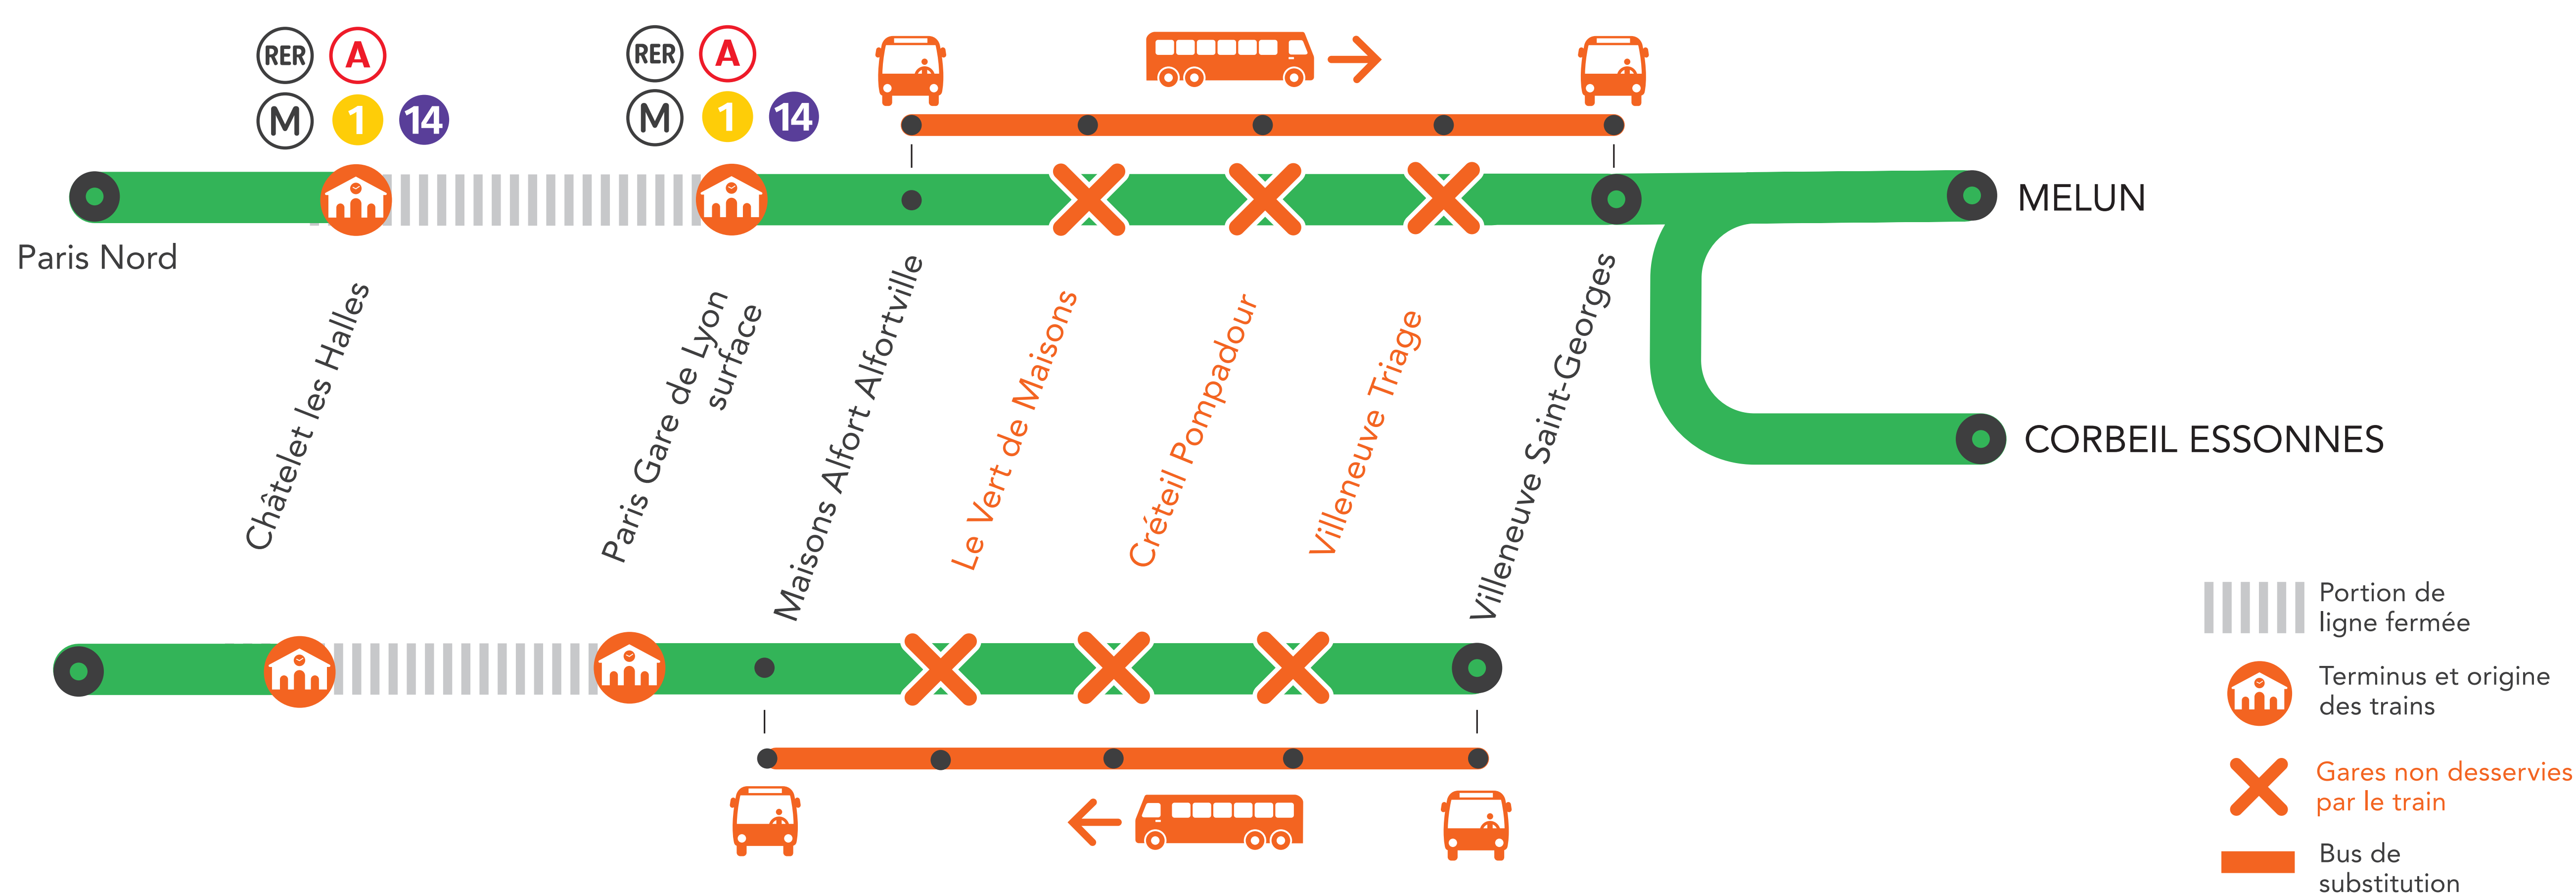 RER A
M 1 14
RER A
M 1 14
Paris Nord
Châtelet les Halles
Paris Gare de Lyon
surface
Maisons Alfort Alfortville
Le Vert de Maisons
Créteil Pompadour
Villeneuve Triage
Villeneuve Saint-Georges
MELUN
CORBEIL ESSONNES
Portion de
ligne fermée
Terminus et origine
des trains
Gares non desservies
par le train
Bus de
substitution